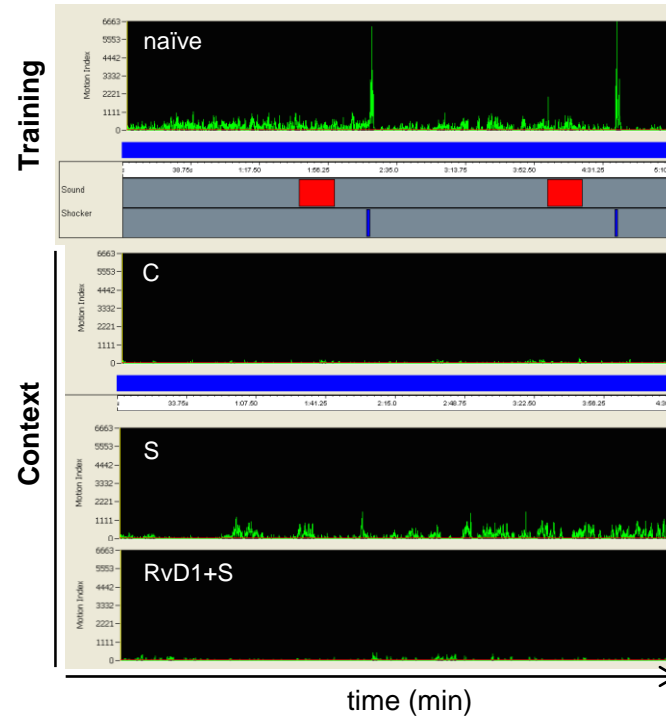 Training
naïve
Motion Index
6663
5553
4442
3332
2221
1111
0
38.75s 1:17.50 1:56.25 2:35.0 3:13.75 3:52.50 4:31.25 5:10
Sound
Shocker
Context
C
Motion Index
6663
5553
4442
3332
2221
1111
0
33.75s 1:07.50 1:41.25 2:15.0 2:48.75 3:22.50 3:56.25 4:3
S
Motion Index
6663
5553
4442
3332
2221
1111
0
RvD1+S
Motion Index
6663
5553
4442
3332
2221
1111
0
time (min)